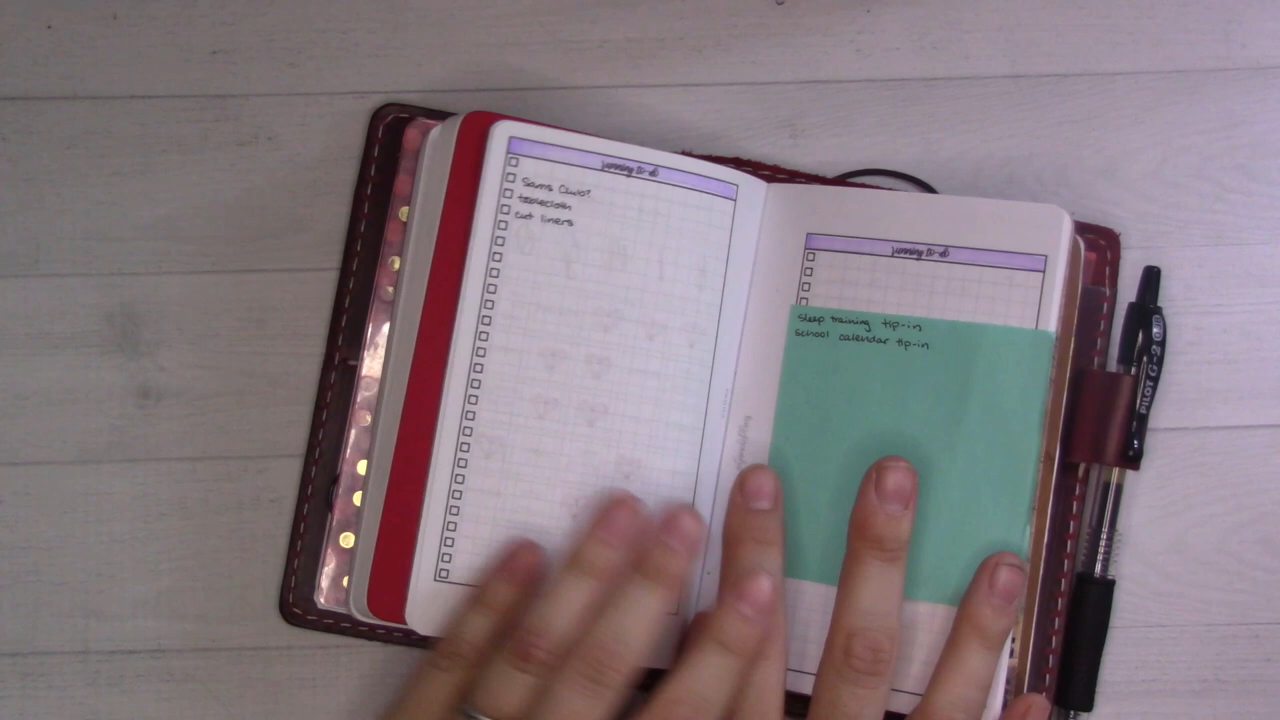 running to-do
Sams Club?
tablecloth
cut liners
running to-do
sleep training tip-in
school calendar tip-in
PILOT G-2